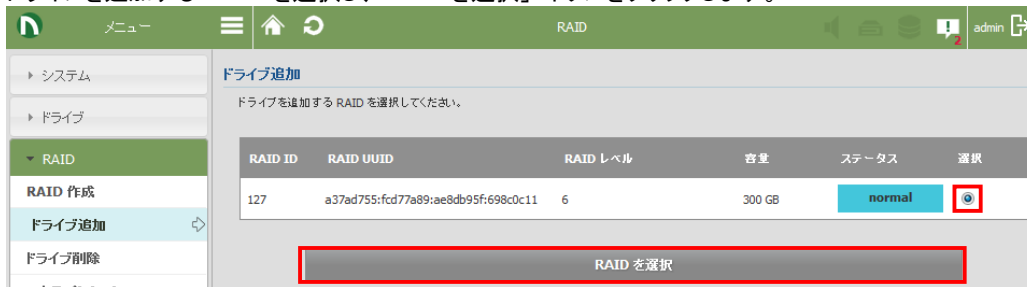 メニュー
RAID
2
admin
システム
ドライブ
RAID
RAID 作成
ドライブ追加
ドライブ削除
ドライブ追加
ドライブを追加する RAID を選択してください。
RAID ID RAID UUID RAID レベル 容量 ステータス 選択
127 a37ad755:fcd77a89:ae8db95f:698c0c11 6 300 GB normal
RAID を選択